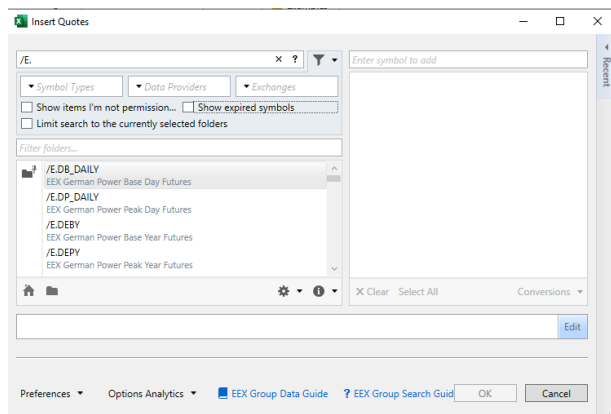 Insert Quotes
/E.
× ?
Enter symbol to add
Recent
Symbol Types
Data Providers
Exchanges
Show items I'm not permission...
Show expired symbols
Limit search to the currently selected folders
Filter folders...
/E.DB_DAILY
EEX German Power Base Day Futures
/E.DP_DAILY
EEX German Power Peak Day Futures
/E.DEBY
EEX German Power Base Year Futures
/E.DEPY
EEX German Power Peak Year Futures
Clear Select All Conversions
Edit
Preferences Options Analytics EEX Group Data Guide ? EEX Group Search Guid OK Cancel